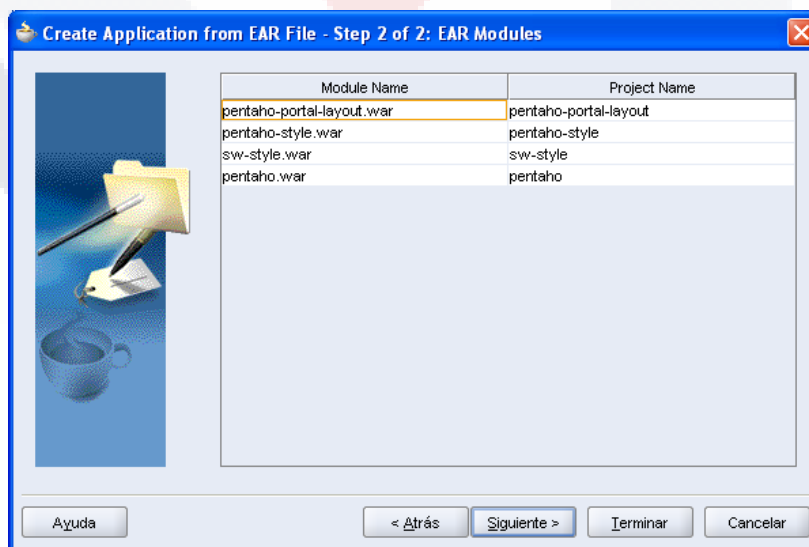 Create Application from EAR File - Step 2 of 2: EAR Modules
Module Name Project Name
pentaho-portal-layout.war pentaho-portal-layout
pentaho-style.war pentaho-style
sw-style.war sw-style
pentaho.war pentaho
Ayuda < Atrás Siguiente > Terminar Cancelar